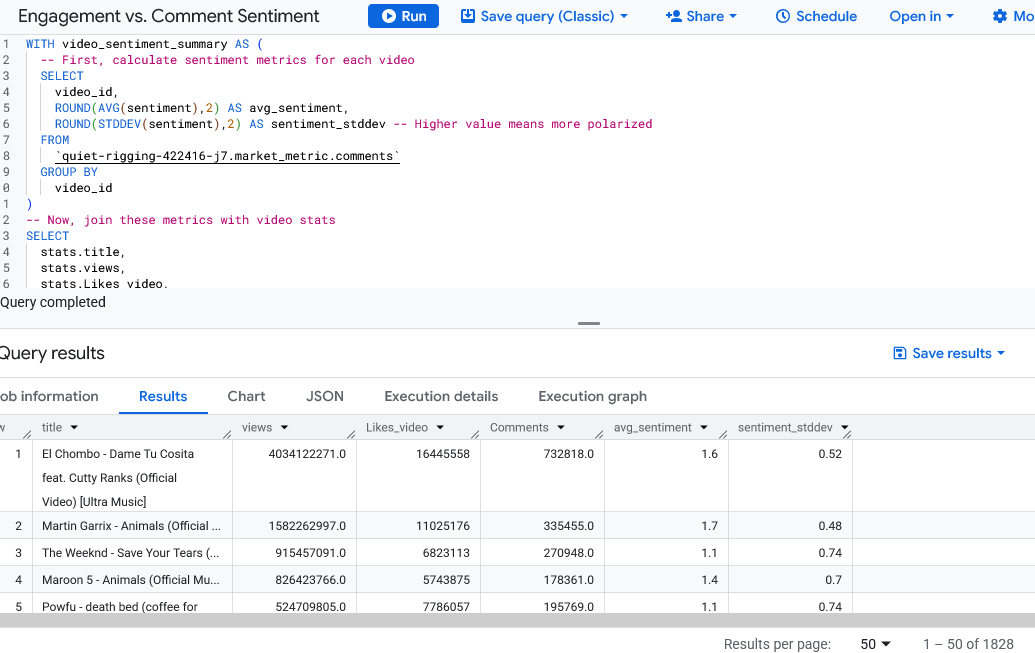 Engagement vs. Comment Sentiment Run Save query (Classic) Share Schedule Open in Mo
1 WITH video_sentiment_summary AS (
2 -- First, calculate sentiment metrics for each video
3 SELECT
4 video_id,
5 ROUND(AVG(sentiment),2) AS avg_sentiment,
6 ROUND(STDDEV(sentiment),2) AS sentiment_stddev -- Higher value means more polarized
7 FROM
8 `quiet-rigging-422416-j7.market_metric.comments`
9 GROUP BY
0 video_id
1 )
2 -- Now, join these metrics with video stats
3 SELECT
4 stats.title,
5 stats.views,
6 stats.Likes_video,
Query completed
Query results Save results
ob information Results Chart JSON Execution details Execution graph
w title views Likes_video Comments avg_sentiment sentiment_stddev
1 El Chombo - Dame Tu Cosita 4034122271.0 16445558 732818.0 1.6 0.52
feat. Cutty Ranks (Official
Video) [Ultra Music]
2 Martin Garrix - Animals (Official ... 1582262997.0 11025176 335455.0 1.7 0.48
3 The Weeknd - Save Your Tears (... 915457091.0 6823113 270948.0 1.1 0.74
4 Maroon 5 - Animals (Official Mu... 826423766.0 5743875 178361.0 1.4 0.7
5 Powfu - death bed (coffee for 524709805.0 7786057 195769.0 1.1 0.74
Results per page: 50 1 – 50 of 1828